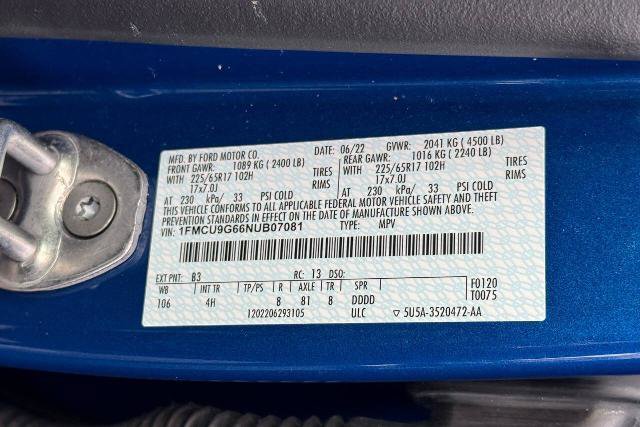 MFD. BY FORD MOTOR CO. DATE: 06/22 GVWR: 2041 KG (4500 LB)
FRONT GAWR: 1089 KG (2400 LB) REAR GAWR: 1016 KG (2240 LB)
WITH 225/65R17 102H TIRES WITH 225/65R17 102H TIRES
17x7.0J RIMS 17x7.0J RIMS
AT 230 kPa/ 33 PSI COLD AT 230 kPa/ 33 PSI COLD
THIS VEHICLE CONFORMS TO ALL APPLICABLE FEDERAL MOTOR VEHICLE SAFETY AND THEFT
PREVENTION STANDARDS IN EFFECT ON THE DATE OF MANUFACTURE SHOWN ABOVE.
VIN: 1FMCU9G66NUB07081 TYPE: MPV
EXT PNT: B3 RC: 13 DSO:
WB INT TR TP/PS R AXLE TR SPR F0120
106 4H 8 81 8 DDDD T0075
1202206293105 ULC 5U5A-3520472-AA